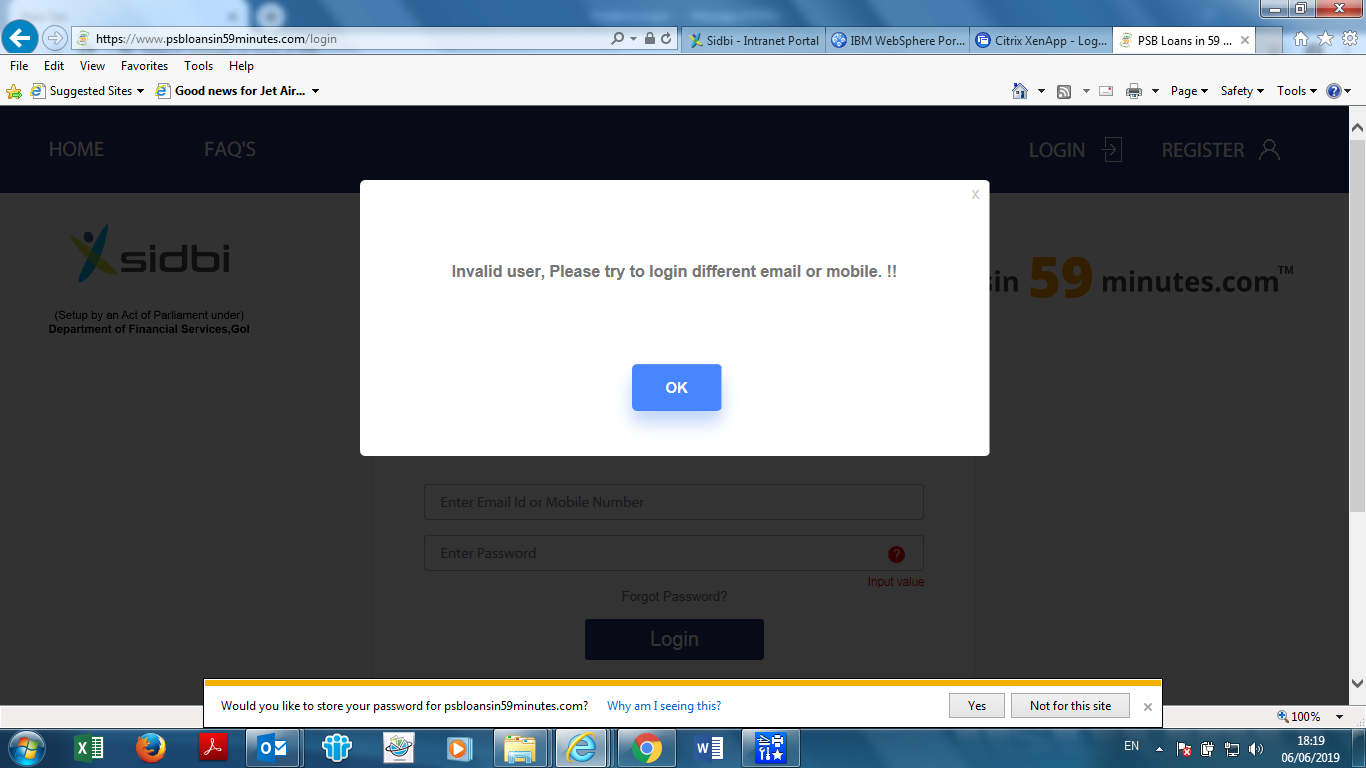 https://www.psbloansin59minutes.com/login
Sidbi - Intranet Portal
IBM WebSphere Por...
Citrix XenApp - Log...
PSB Loans in 59 ...
File Edit View Favorites Tools Help
Suggested Sites
Good news for Jet Air...
Page Safety Tools
HOME FAQ'S LOGIN REGISTER
x
sidbi
(Setup by an Act of Parliament under)
Department of Financial Services,GoI
in 59 minutes.com™
Invalid user, Please try to login different email or mobile. !!
OK
Enter Email Id or Mobile Number
Enter Password
?
Input value
Forgot Password?
Login
Would you like to store your password for psbloansin59minutes.com? Why am I seeing this? Yes Not for this site
100%
EN
18:19
06/06/2019